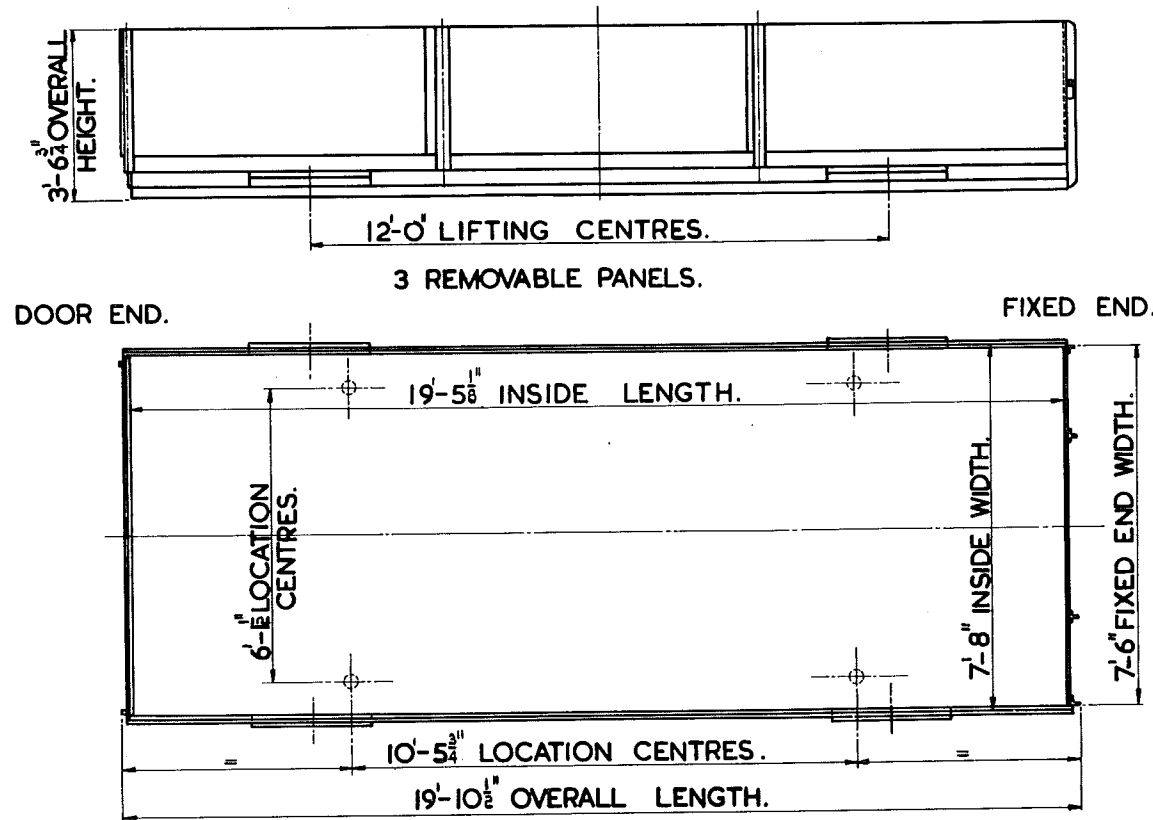 3'-6¾" OVERALL
HEIGHT.
12'-0" LIFTING CENTRES.
3 REMOVABLE PANELS.
DOOR END.
FIXED END.
19'-5⅛" INSIDE LENGTH.
LOCATION
CENTRES.
7'-8" INSIDE WIDTH.
7'-6" FIXED END WIDTH.
= 10'-5¾" LOCATION CENTRES. =
19'-10½" OVERALL LENGTH.